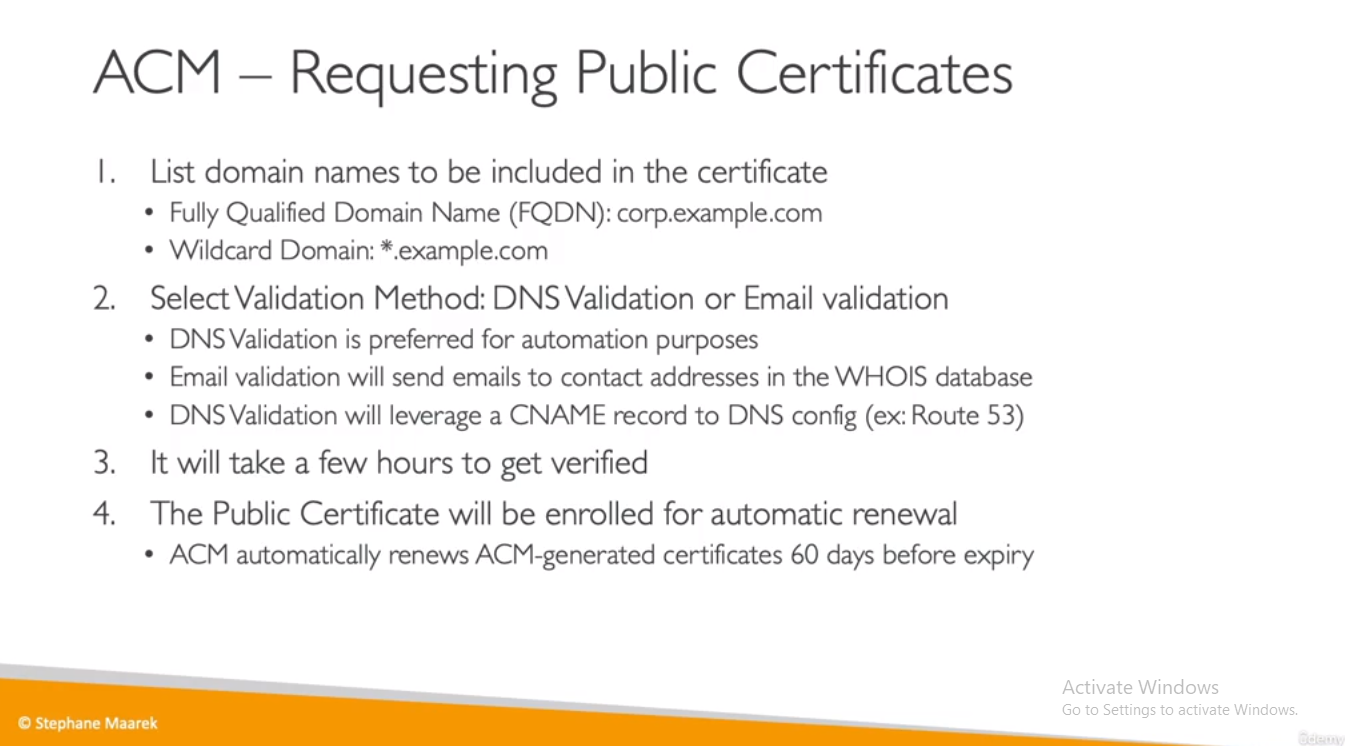 ACM – Requesting Public Certificates
1. List domain names to be included in the certificate
• Fully Qualified Domain Name (FQDN): corp.example.com
• Wildcard Domain: *.example.com
2. Select Validation Method: DNS Validation or Email validation
• DNS Validation is preferred for automation purposes
• Email validation will send emails to contact addresses in the WHOIS database
• DNS Validation will leverage a CNAME record to DNS config (ex: Route 53)
3. It will take a few hours to get verified
4. The Public Certificate will be enrolled for automatic renewal
• ACM automatically renews ACM-generated certificates 60 days before expiry
Activate Windows
Go to Settings to activate Windows.
© Stephane Maarek
ûdemy